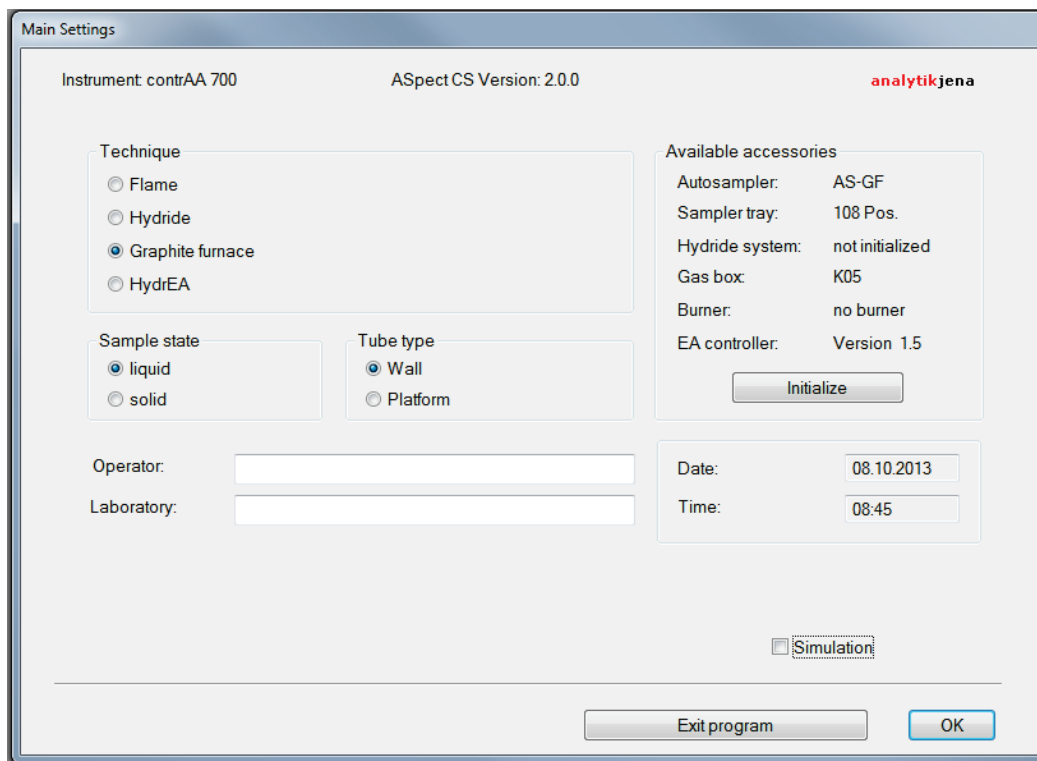 Main Settings
Instrument: contrAA 700
ASpect CS Version: 2.0.0
analytikjena
Technique
Flame
Hydride
Graphite furnace
HydrEA
Sample state
liquid
solid
Tube type
Wall
Platform
Available accessories
Autosampler: AS-GF
Sampler tray: 108 Pos.
Hydride system: not initialized
Gas box: K05
Burner: no burner
EA controller: Version 1.5
Initialize
Operator:
Laboratory:
Date: 08.10.2013
Time: 08:45
Simulation
Exit program
OK